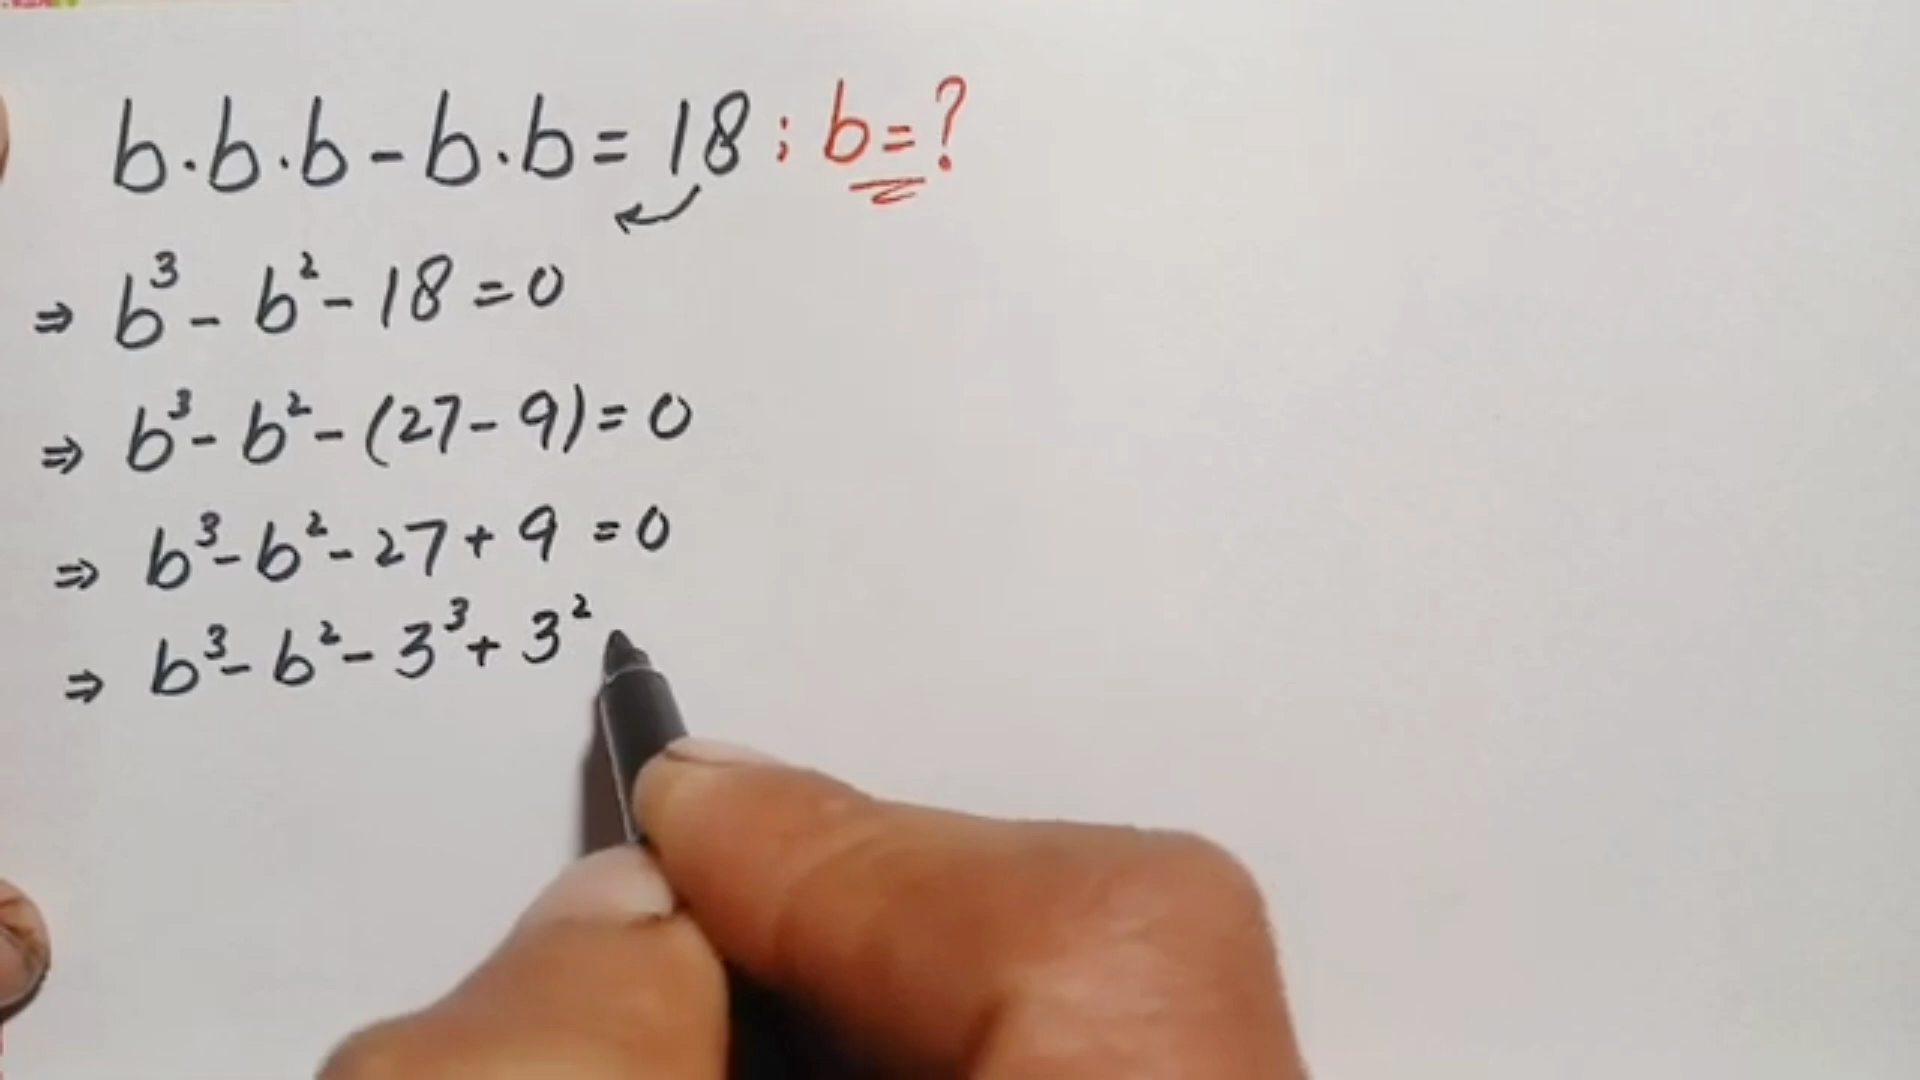 b·b·b - b·b = 18 ; b = ?
⇒ b³ - b² - 18 = 0
⇒ b³ - b² - (27 - 9) = 0
⇒ b³ - b² - 27 + 9 = 0
⇒ b³ - b² - 3³ + 3²